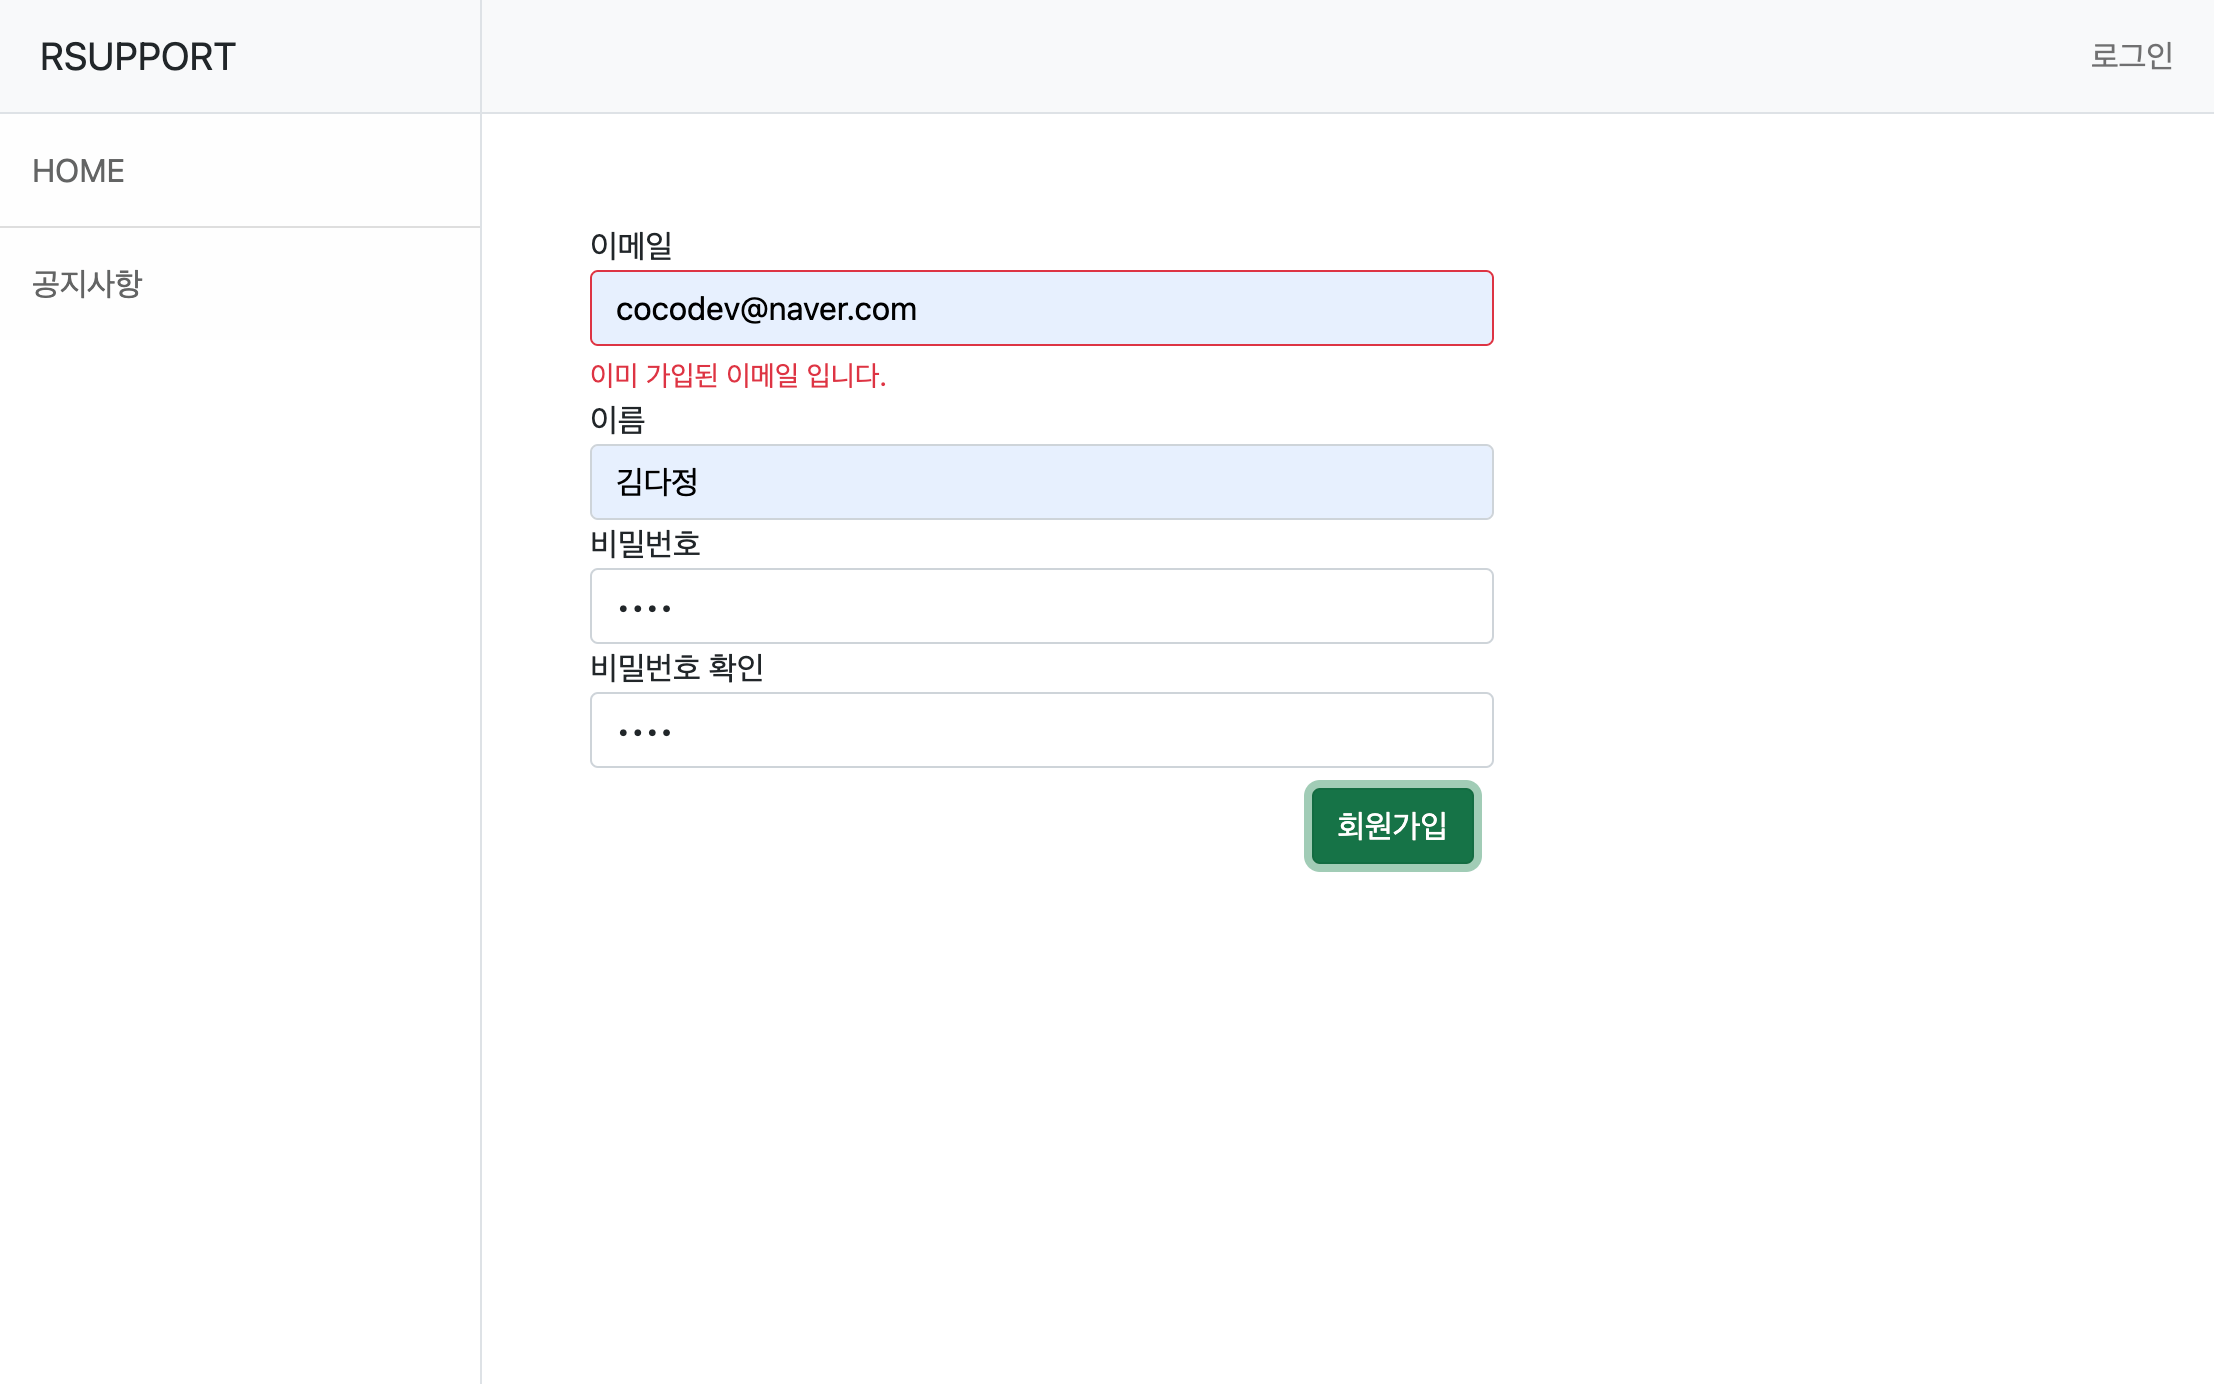 RSUPPORT
로그인
HOME
공지사항
이메일
cocodev@naver.com
이미 가입된 이메일 입니다.
이름
김다정
비밀번호
••••
비밀번호 확인
••••
회원가입